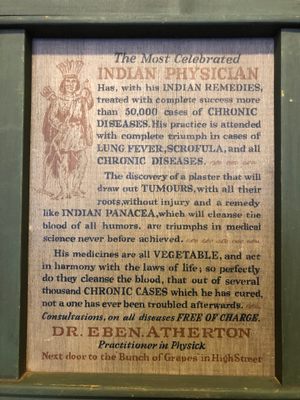 The Most Celebrated
INDIAN PHYSICIAN
Has, with his INDIAN REMEDIES,
treated with complete success more
than 50,000 cases of CHRONIC
DISEASES. His practice is attended
with complete triumph in cases of
LUNG FEVER, SCROFULA, and all
CHRONIC DISEASES.
The discovery of a plaster that will
draw out TUMOURS, with all their
roots, without injury and a remedy
like INDIAN PANACEA, which will cleanse the
blood of all humors, are triumphs in medical
science never before achieved.
His medicines are all VEGETABLE, and act
in harmony with the laws of life; so perfectly
do they cleanse the blood, that out of several
thousand CHRONIC CASES which he has cured,
not a one has ever been troubled afterwards.
Consultations, on all diseases FREE OF CHARGE.
DR. EBEN. ATHERTON
Practitioner in Physick
Next door to the Bunch of Grapes in High Street